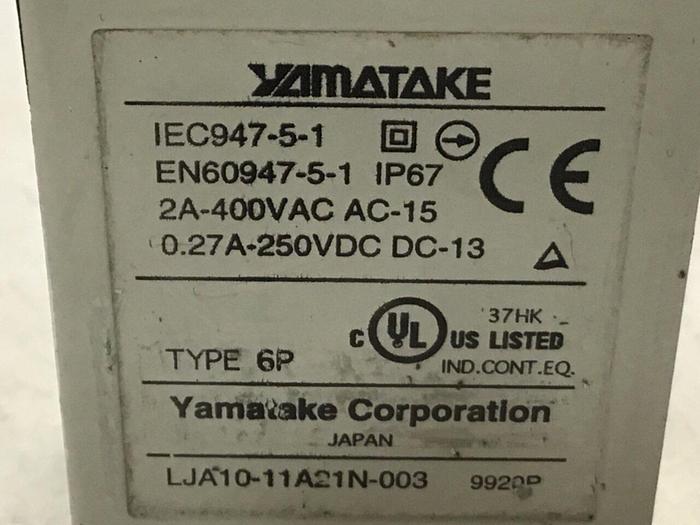 YAMATAKE
IEC947-5-1
EN60947-5-1 IP67
CE
2A-400VAC AC-15
0.27A-250VDC DC-13
37HK
C UL US LISTED
IND.CONT.EQ.
TYPE 6P
Yamatake Corporation
JAPAN
LJA10-11A21N-003 9920P